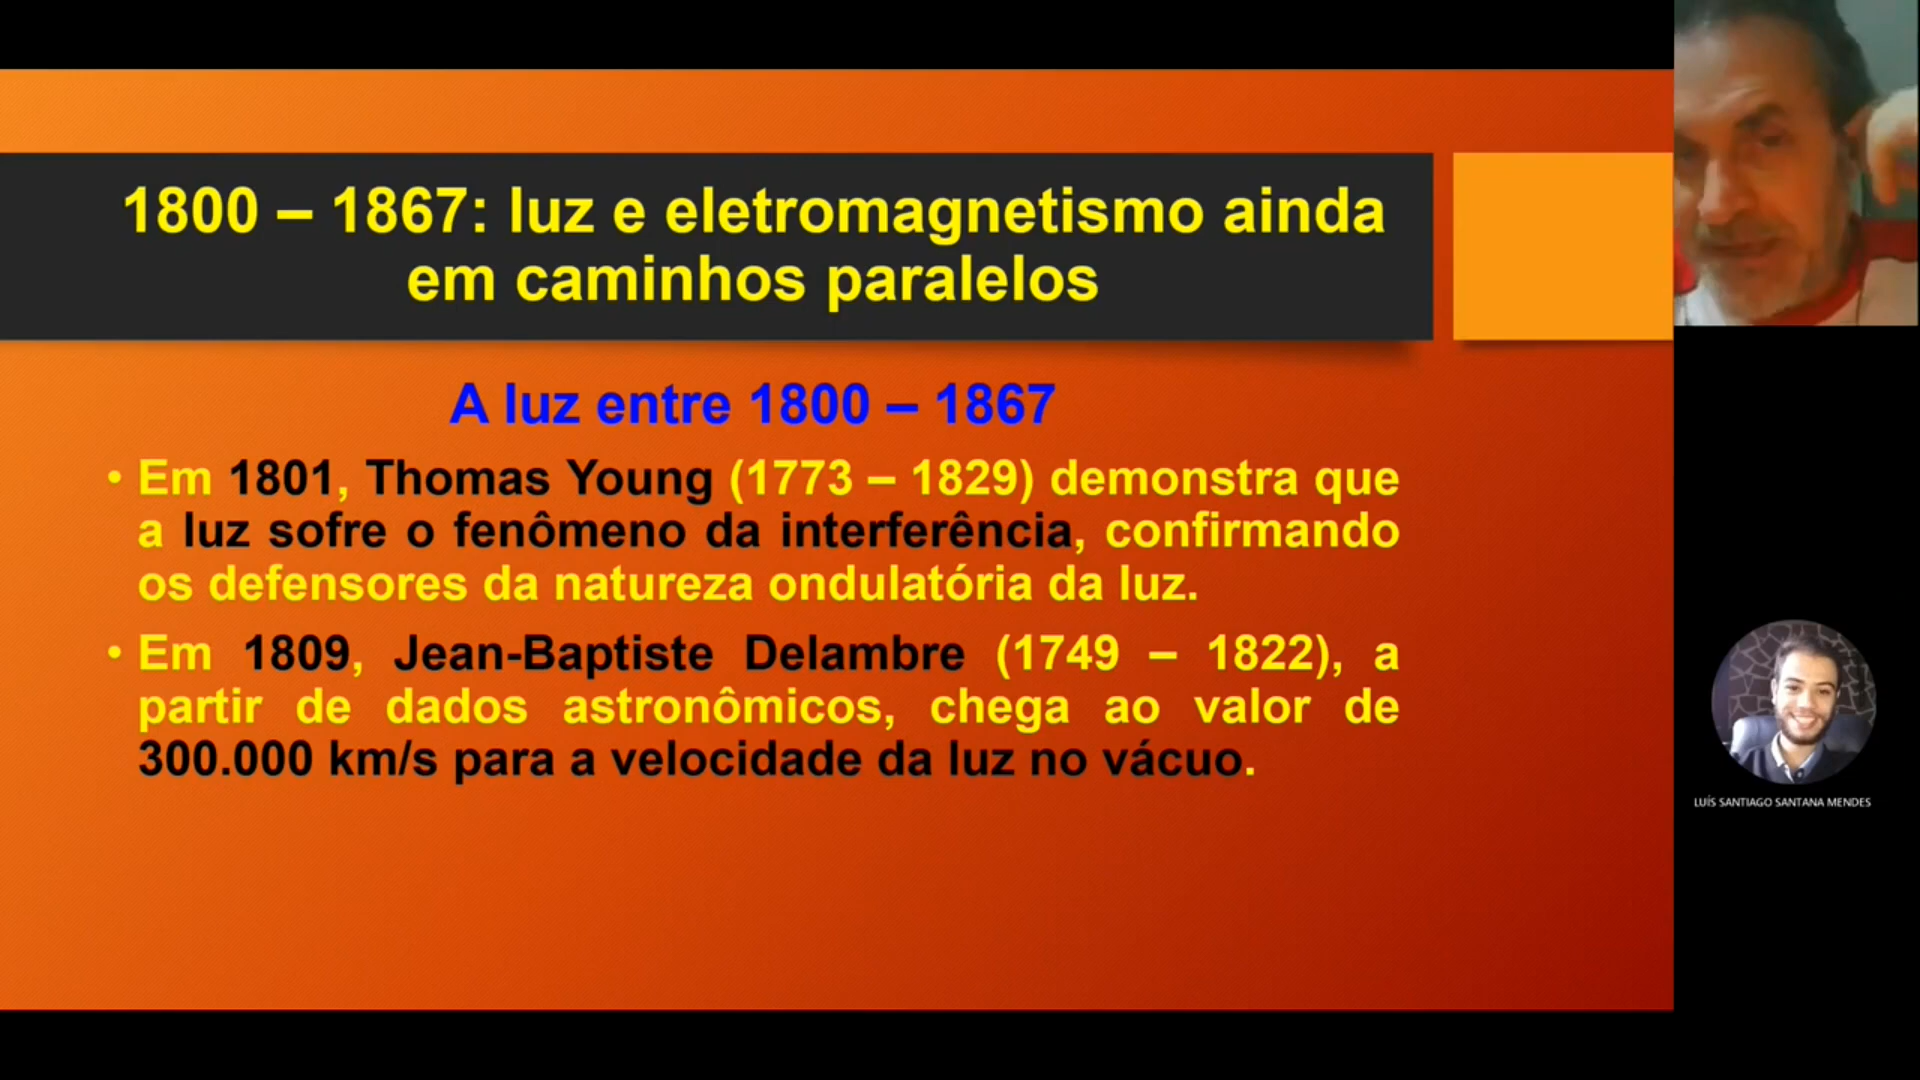 1800 – 1867: luz e eletromagnetismo ainda
em caminhos paralelos
A luz entre 1800 – 1867
• Em 1801, Thomas Young (1773 – 1829) demonstra que
a luz sofre o fenômeno da interferência, confirmando
os defensores da natureza ondulatória da luz.
• Em 1809, Jean-Baptiste Delambre (1749 – 1822), a
partir de dados astronômicos, chega ao valor de
300.000 km/s para a velocidade da luz no vácuo.
LUÍS SANTIAGO SANTANA MENDES